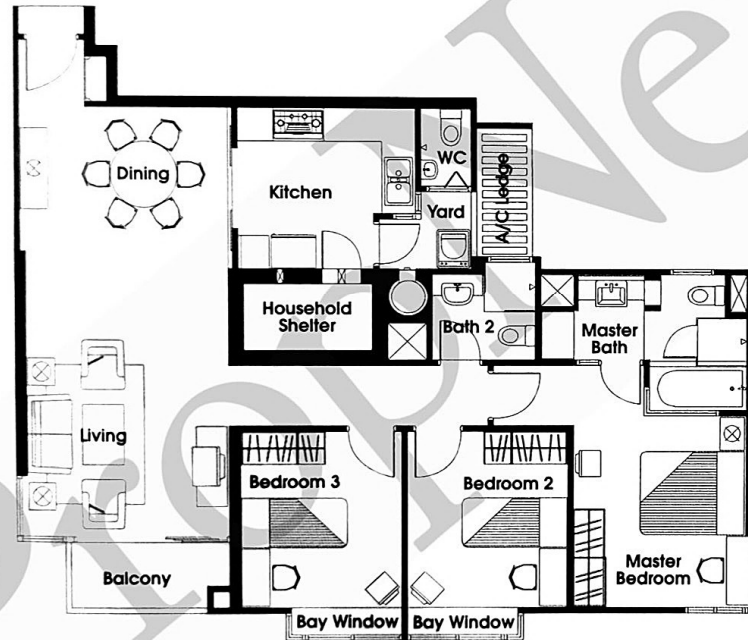 WC
Dining
Kitchen
A/C Ledge
Yard
Household
Shelter
Bath 2
Master
Bath
Living
Bedroom 3
Bedroom 2
Balcony
Master
Bedroom
Bay Window
Bay Window